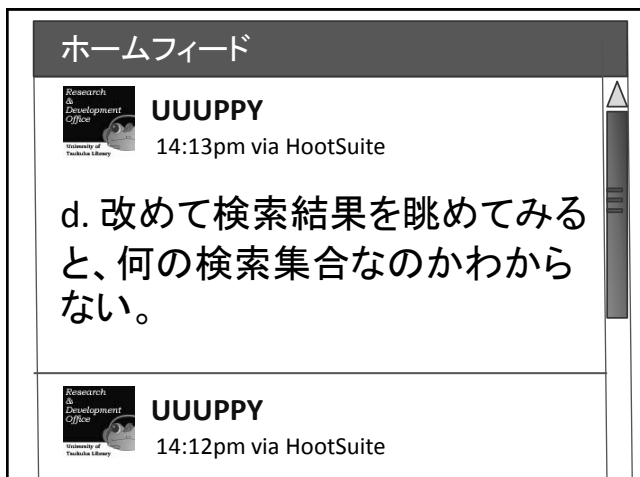 ホームフィード
Research
&
Development
Office
University of
Tsukuba Library
UUUPPY
14:13pm via HootSuite
d. 改めて検索結果を眺めてみる
と、何の検索集合なのかわから
ない。
Research
&
Development
Office
University of
Tsukuba Library
UUUPPY
14:12pm via HootSuite